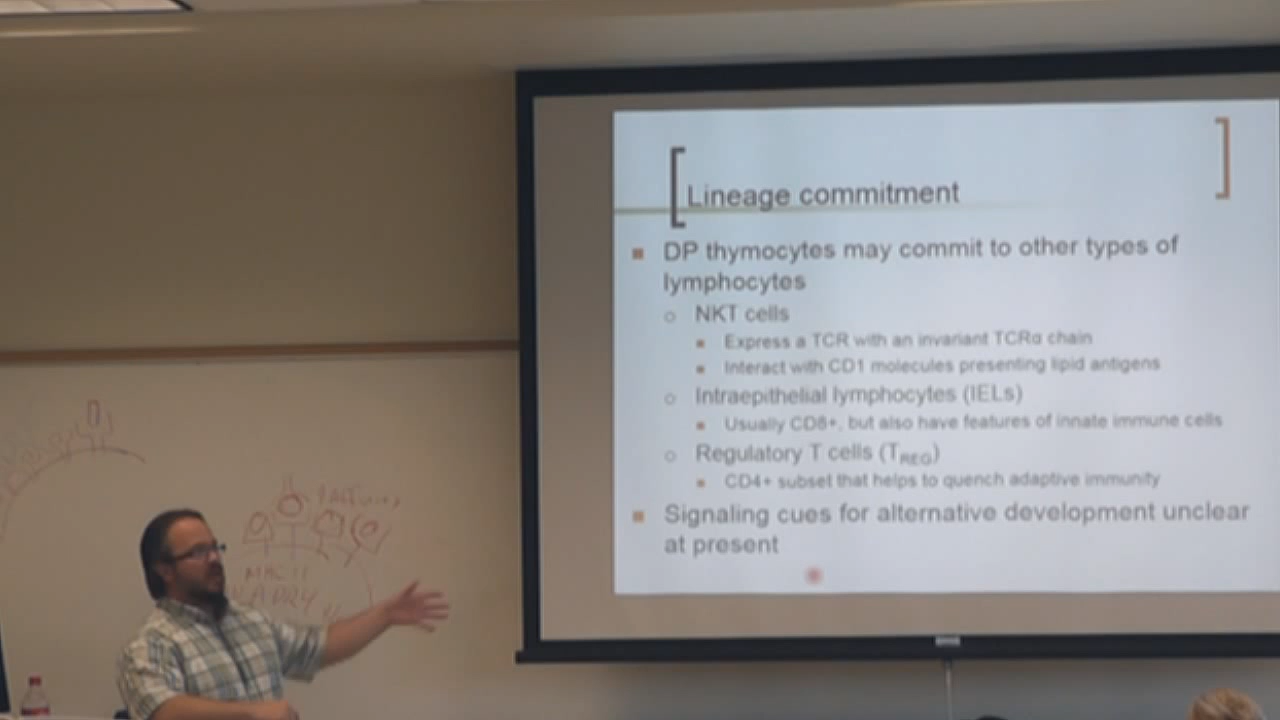 Lineage commitment
DP thymocytes may commit to other types of
lymphocytes
NKT cells
Express a TCR with an invariant TCRα chain
Interact with CD1 molecules presenting lipid antigens
Intraepithelial lymphocytes (IELs)
Usually CD8+, but also have features of innate immune cells
Regulatory T cells (TREG)
CD4+ subset that helps to quench adaptive immunity
Signaling cues for alternative development unclear
at present
MHC II